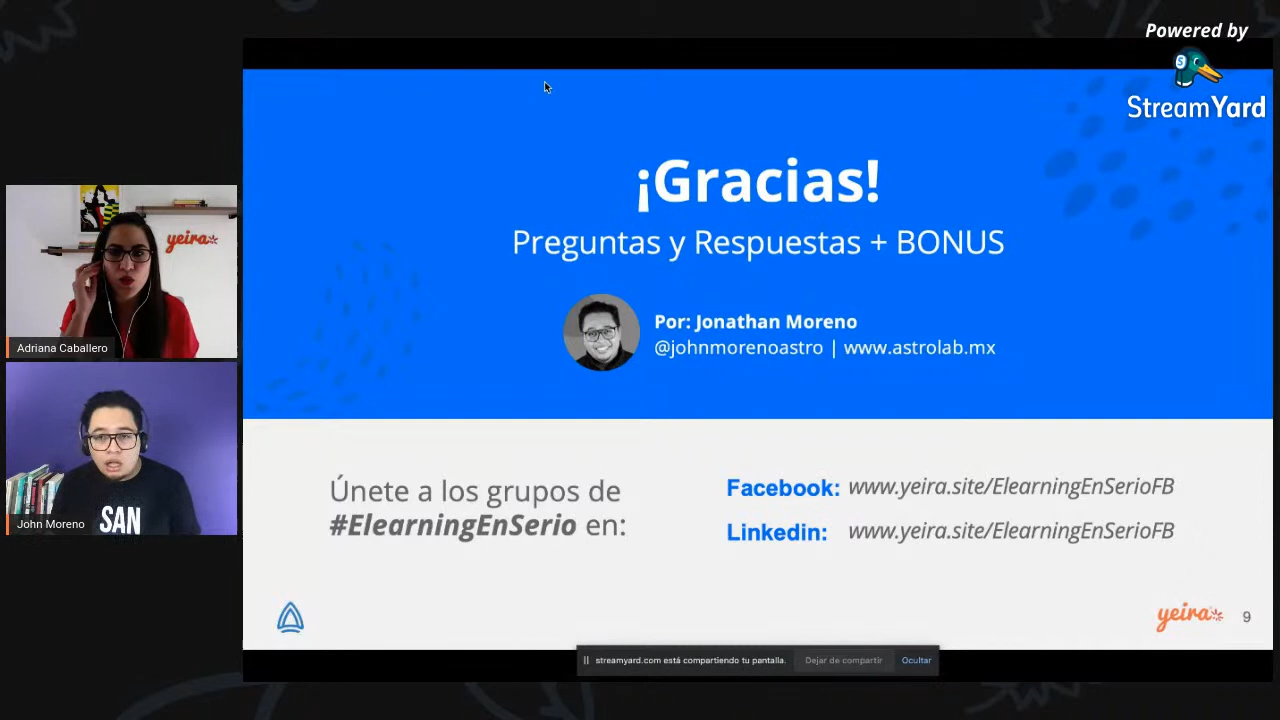 Powered by
StreamYard
¡Gracias!
Preguntas y Respuestas + BONUS
Por: Jonathan Moreno
@johnmorenoastro | www.astrolab.mx
yeira
Adriana Caballero
SAN
John Moreno
Únete a los grupos de
#ElearningEnSerio en:
Facebook: www.yeira.site/ElearningEnSerioFB
Linkedin: www.yeira.site/ElearningEnSerioFB
yeira
9
streamyard.com está compartiendo tu pantalla. Dejar de compartir Ocultar